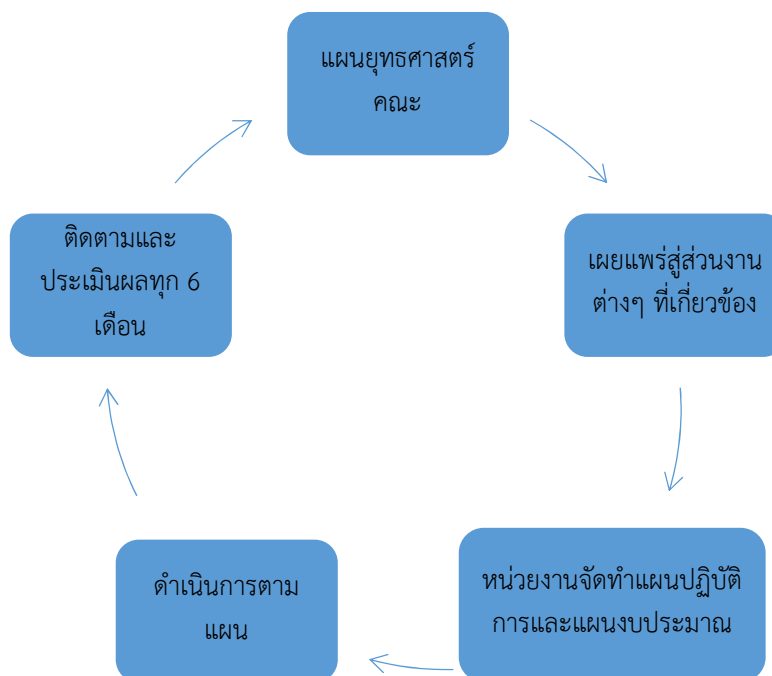 แผนยุทธศาสตร์
คณะ
เผยแพร่สู่ส่วนงาน
ต่างๆ ที่เกี่ยวข้อง
หน่วยงานจัดทำแผนปฏิบัติ
การและแผนงบประมาณ
ดำเนินการตาม
แผน
ติดตามและ
ประเมินผลทุก 6
เดือน